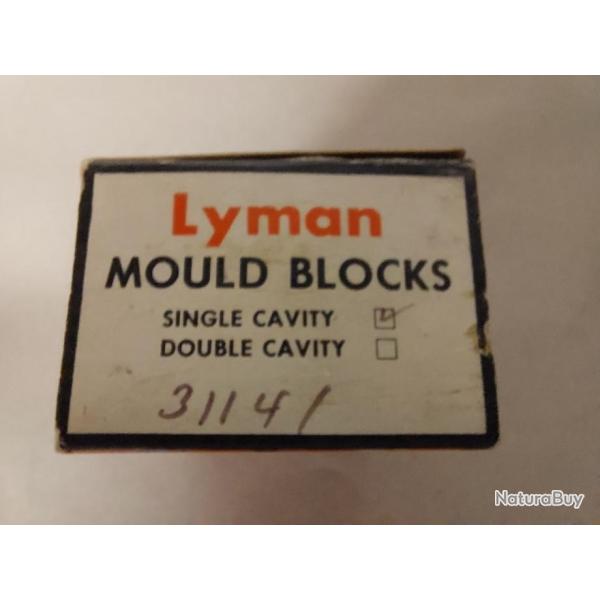 Lyman
MOULD BLOCKS
SINGLE CAVITY
DOUBLE CAVITY
31141
NaturaBuy